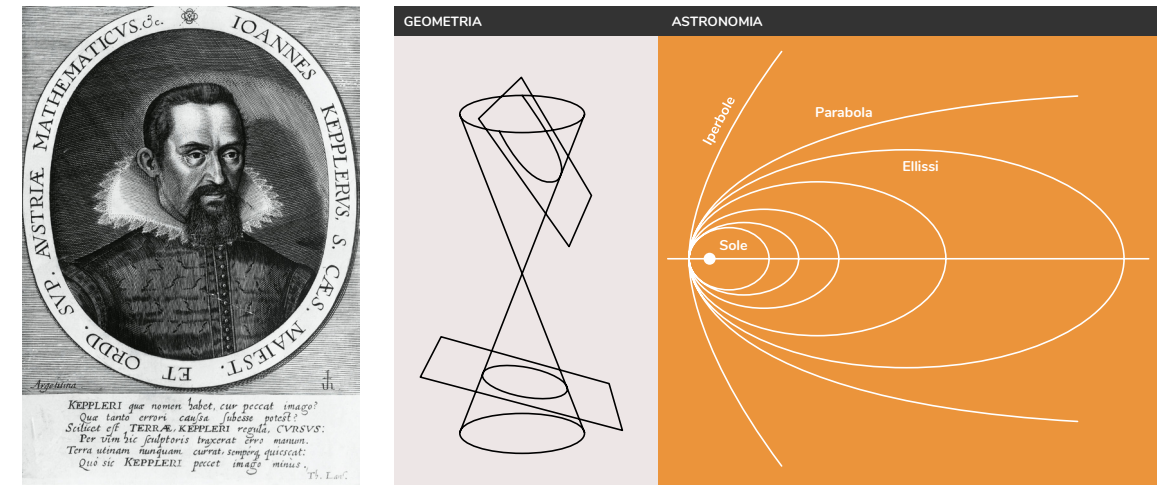 IOANNES KEPPLERVS. S. CÆS. MAIEST. ET ORDD. SVP. AVSTRIÆ MATHEMATICVS.&c.
Argentina
KEPPLERI quæ nomen habet, cur peccat imago?
Quæ tanto errori cauſsa ſubesse potest?
Scilicet eſt, TERRÆ, KEPPLERI regula, CVRSVS:
Per vim hic ſculptoris traxerat erro manum.
Terra utinam nunquam currat, semperq, quiescat:
Quo sic KEPPLERI peccet imago minus.
GEOMETRIA
ASTRONOMIA
Iperbole
Parabola
Ellissi
Sole